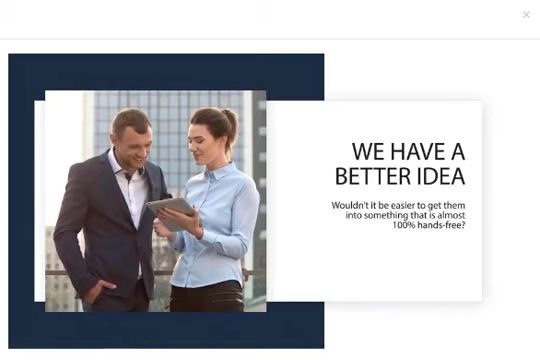 WE HAVE A
BETTER IDEA
Wouldn't it be easier to get them
into something that is almost
100% hands-free?